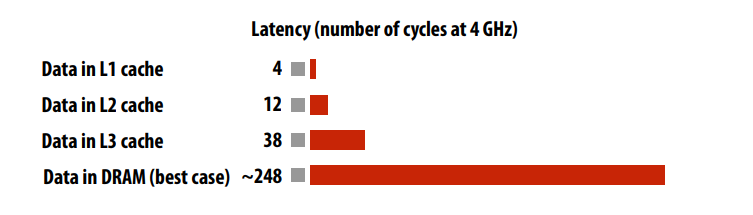 Latency (number of cycles at 4 GHz)
Data in L1 cache 4
Data in L2 cache 12
Data in L3 cache 38
Data in DRAM (best case) ~248